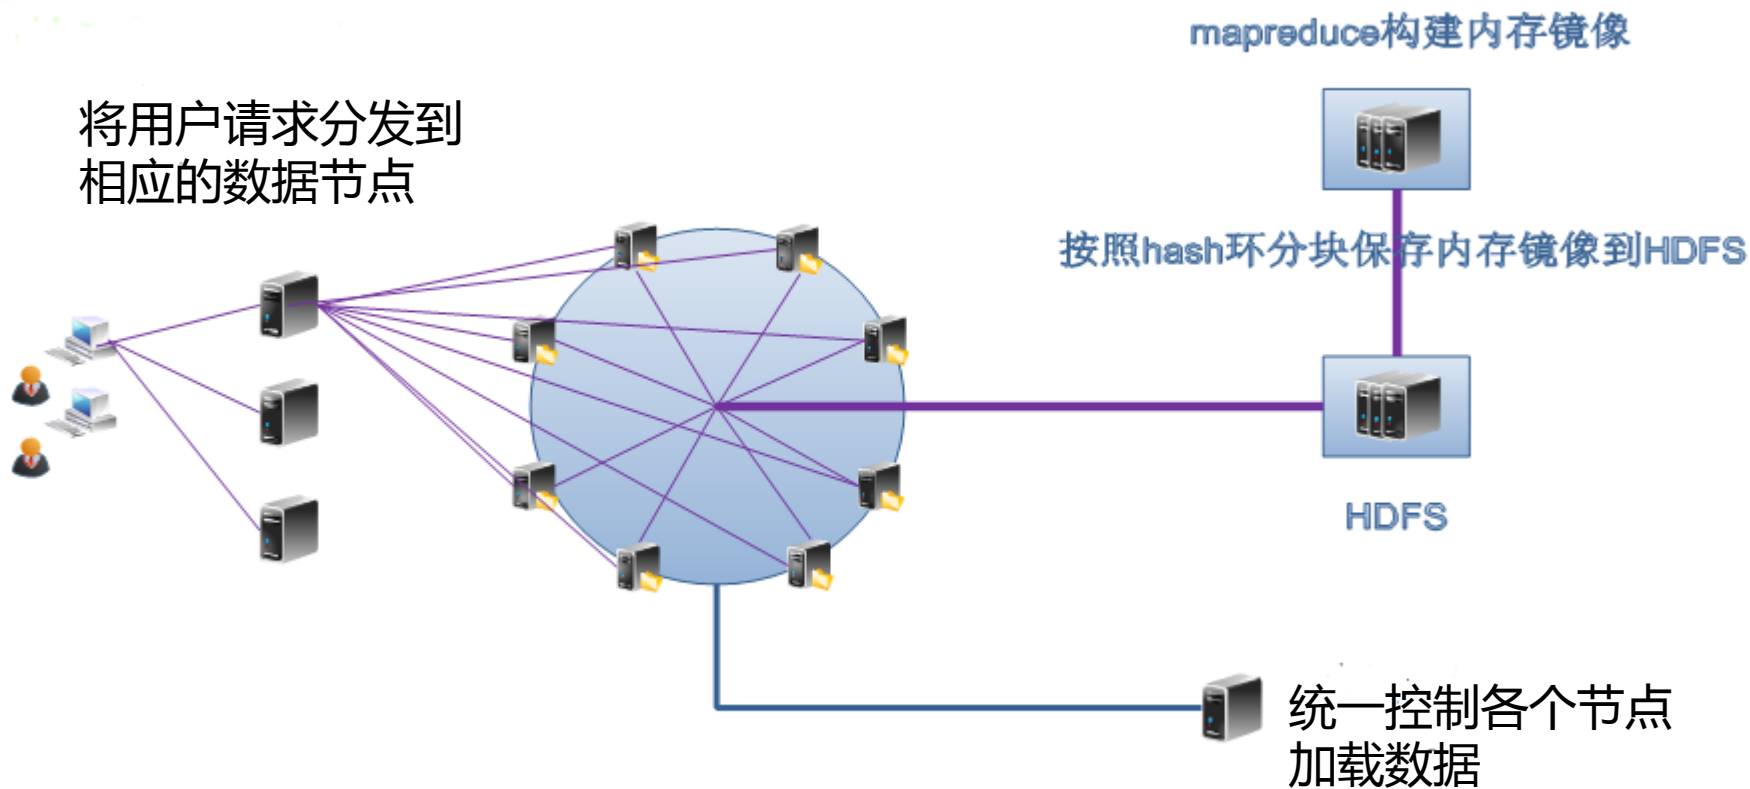 mapreduce构建内存镜像
将用户请求分发到
相应的数据节点
按照hash环分块保存内存镜像到HDFS
HDFS
统一控制各个节点
加载数据